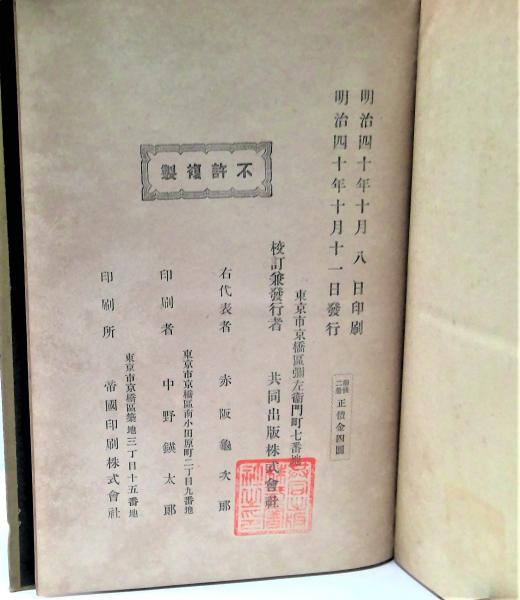 明治四十年十月八日印刷
明治四十年十月十一日發行
正價金四圓
不許複製
東京市京橋區彌左衞門町七番地
校訂兼發行者 共同出版株式會社
右代表者 赤阪龜次郎
東京市京橋區南小田原町二丁目九番地
印刷者 中野鍈太郎
東京市京橋區築地三丁目十五番地
印刷所 帝國印刷株式會社